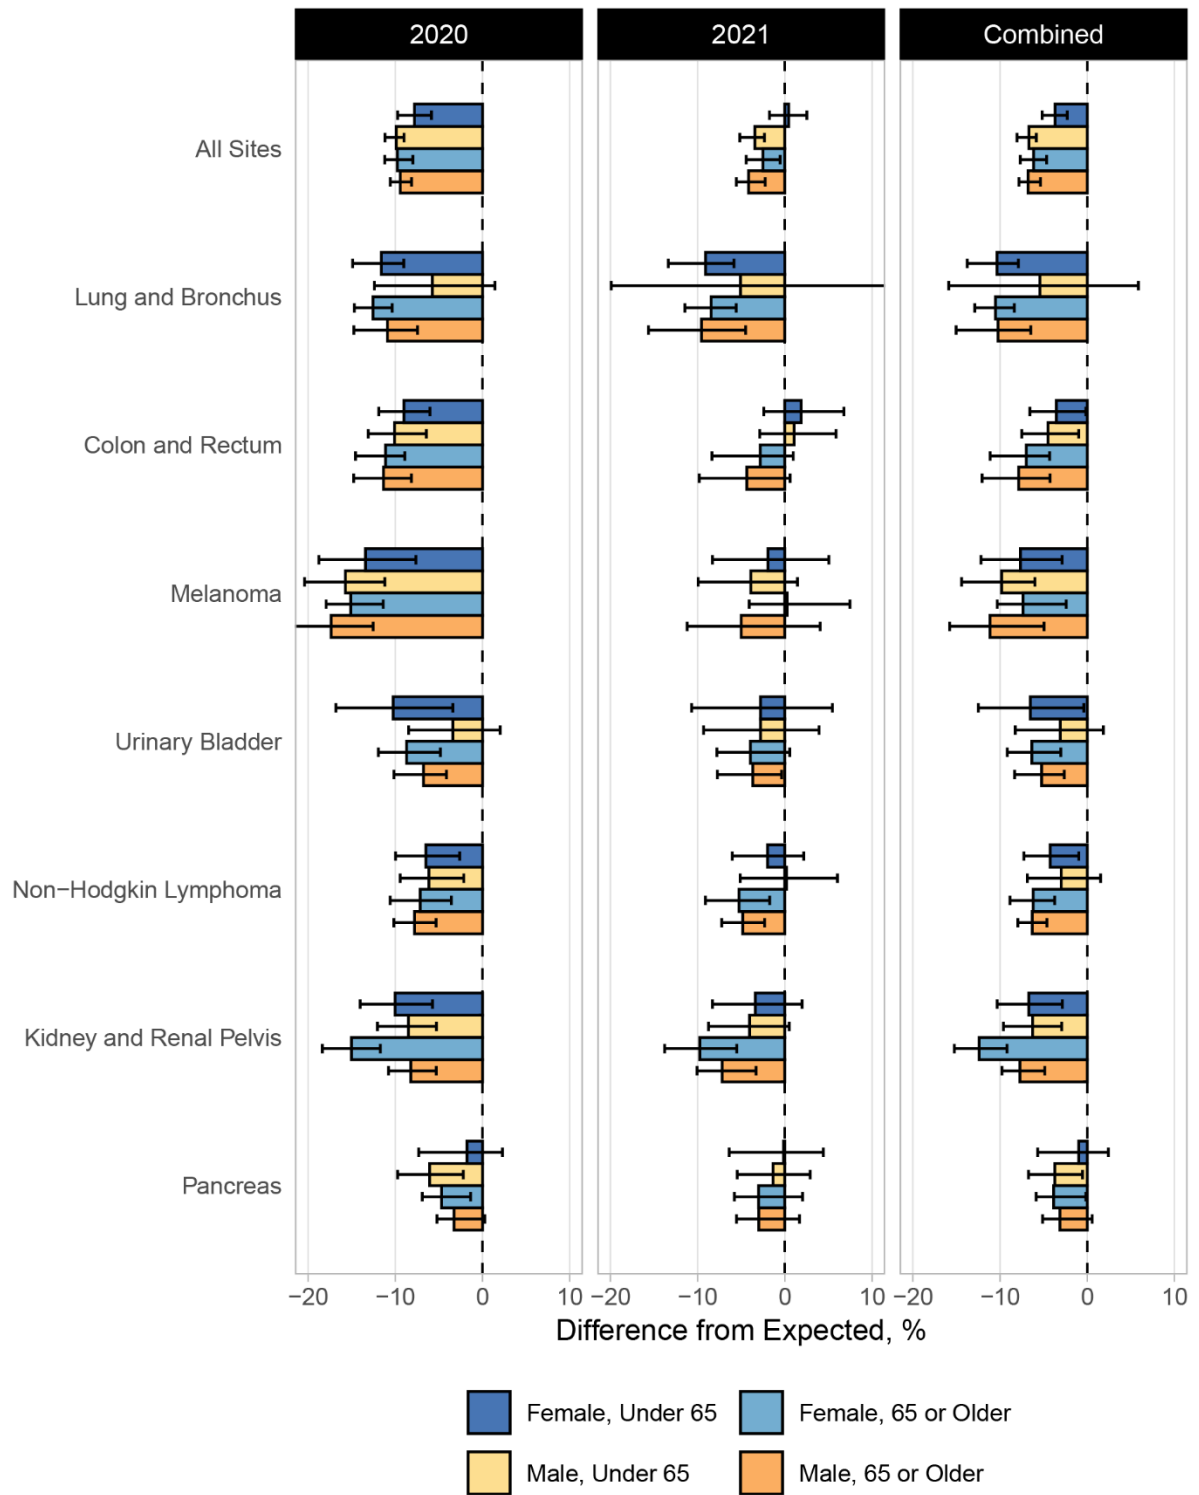 2020 2021 Combined
All Sites
Lung and Bronchus
Colon and Rectum
Melanoma
Urinary Bladder
Non−Hodgkin Lymphoma
Kidney and Renal Pelvis
Pancreas
−20 −10 0 10 −20 −10 0 10 −20 −10 0 10
Difference from Expected, %
Female, Under 65 Female, 65 or Older
Male, Under 65 Male, 65 or Older